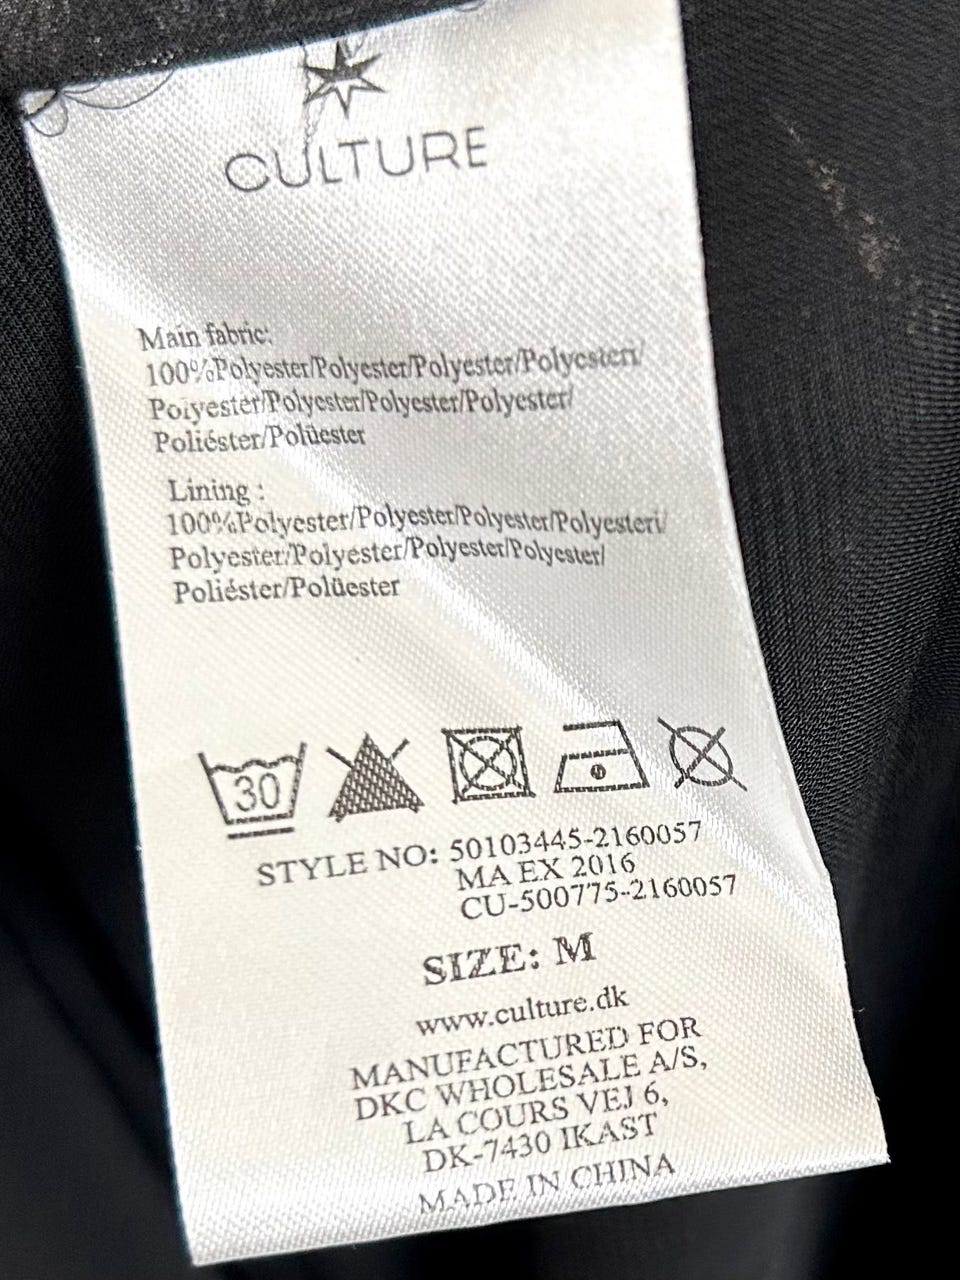 CULTURE
Main fabric:
100%Polyester/Polyester/Polyester/Polyesteri/
Polyester/Polyester/Polyester/Polyester/
Poliéster/Polüester
Lining :
100%Polyester/Polyester/Polyester/Polyesteri/
Polyester/Polyester/Polyester/Polyester/
Poliéster/Polüester
30
STYLE NO: 50103445-2160057
MA EX 2016
CU-500775-2160057
SIZE: M
www.culture.dk
MANUFACTURED FOR
DKC WHOLESALE A/S,
LA COURS VEJ 6,
DK-7430 IKAST
MADE IN CHINA